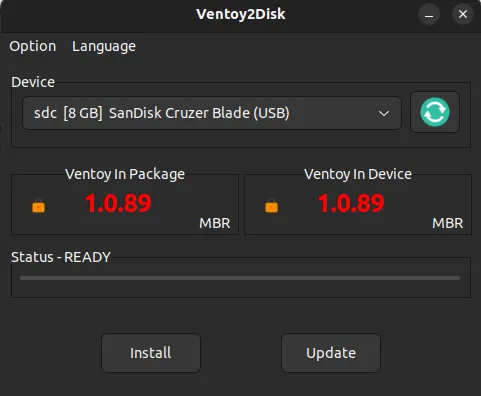 Ventoy2Disk
Option Language
Device
sdc [8 GB] SanDisk Cruzer Blade (USB)
Ventoy In Package Ventoy In Device
1.0.89 1.0.89
MBR MBR
Status - READY
Install Update